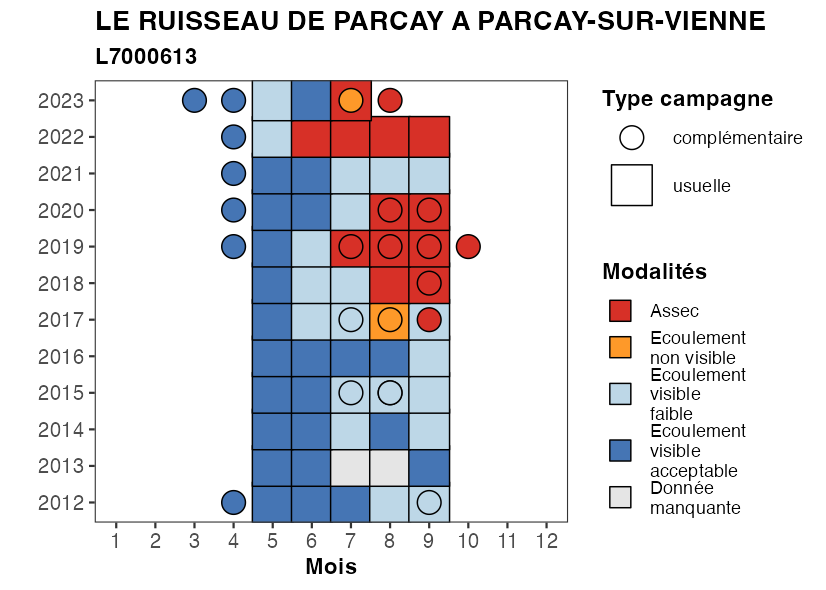 LE RUISSEAU DE PARCAY A PARCAY-SUR-VIENNE
L7000613
2023
2022
2021
2020
2019
2018
2017
2016
2015
2014
2013
2012
1 2 3 4 5 6 7 8 9 10 11 12
Mois
Type campagne
complémentaire
usuelle
Modalités
Assec
Ecoulement
non visible
Ecoulement
visible
faible
Ecoulement
visible
acceptable
Donnée
manquante